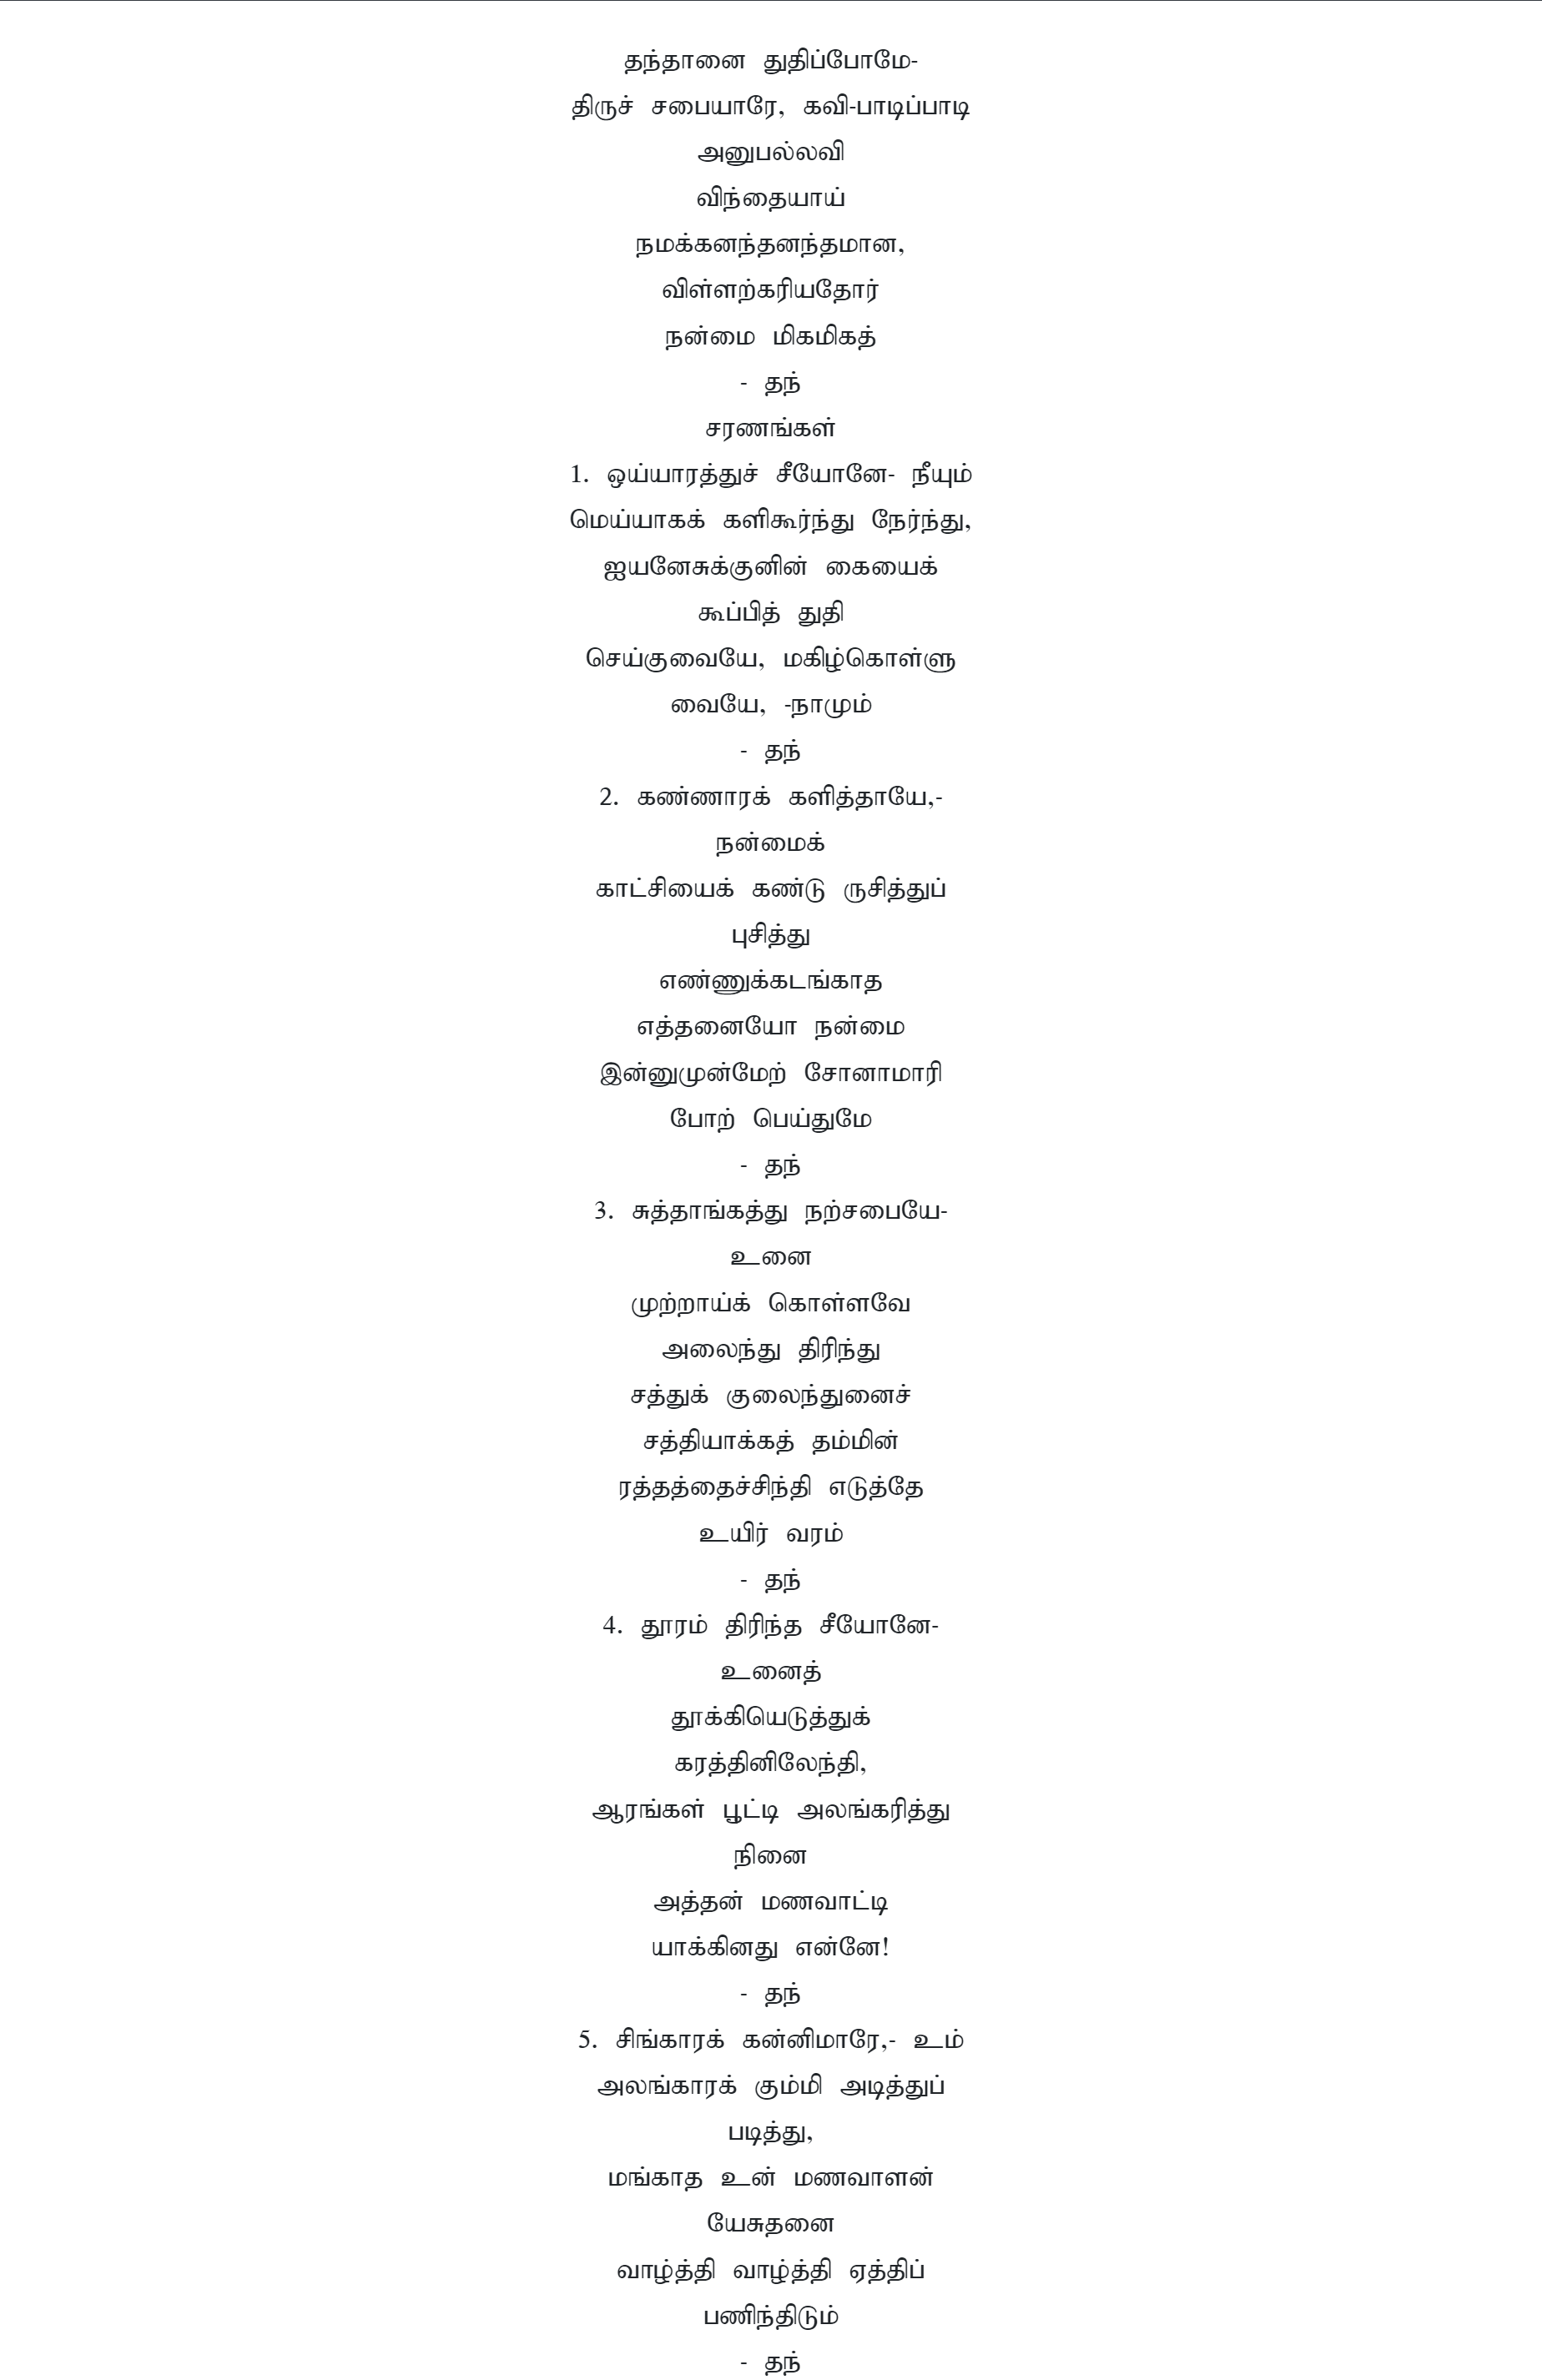 தந்தானை துதிப்போமே-
திருச் சபையாரே, கவி-பாடிப்பாடி
அனுபல்லவி
விந்தையாய்
நமக்கனந்தனந்தமான,
விள்ளற்கரியதோர்
நன்மை மிகமிகத்
- தந்
சரணங்கள்
1. ஒய்யாரத்துச் சீயோனே- நீயும்
மெய்யாகக் களிகூர்ந்து நேர்ந்து,
ஐயனேசுக்குனின் கையைக்
கூப்பித் துதி
செய்குவையே, மகிழ்கொள்ளு
வையே, -நாமும்
- தந்
2. கண்ணாரக் களித்தாயே,-
நன்மைக்
காட்சியைக் கண்டு ருசித்துப்
புசித்து
எண்ணுக்கடங்காத
எத்தனையோ நன்மை
இன்னுமுன்மேற் சோனாமாரி
போற் பெய்துமே
- தந்
3. சுத்தாங்கத்து நற்சபையே-
உனை
முற்றாய்க் கொள்ளவே
அலைந்து திரிந்து
சத்துக் குலைந்துனைச்
சத்தியாக்கத் தம்மின்
ரத்தத்தைச்சிந்தி எடுத்தே
உயிர் வரம்
- தந்
4. தூரம் திரிந்த சீயோனே-
உனைத்
தூக்கியெடுத்துக்
கரத்தினிலேந்தி,
ஆரங்கள் பூட்டி அலங்கரித்து
நினை
அத்தன் மணவாட்டி
யாக்கினது என்னே!
- தந்
5. சிங்காரக் கன்னிமாரே,- உம்
அலங்காரக் கும்மி அடித்துப்
படித்து,
மங்காத உன் மணவாளன்
யேசுதனை
வாழ்த்தி வாழ்த்தி ஏத்திப்
பணிந்திடும்
- தந்